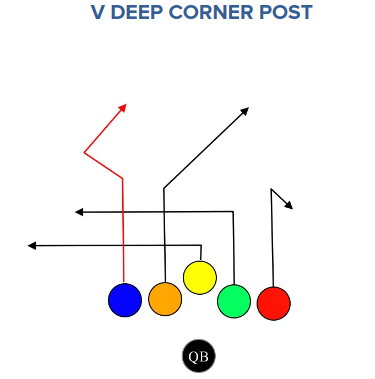 V DEEP CORNER POST
QB